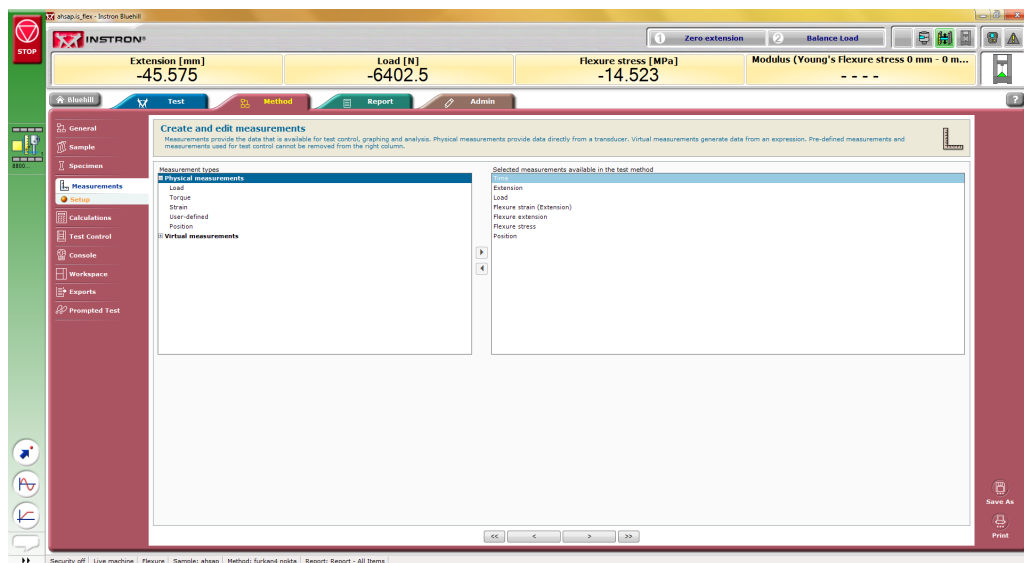 ahsap.is_flex - Instron Bluehill
STOP
INSTRON®
1 Zero extension 2 Balance Load
Extension [mm]
-45.575
Load [N]
-6402.5
Flexure stress [MPa]
-14.523
Modulus (Young's Flexure stress 0 mm - 0 m...
- - - -
Bluehill
Test
Method
Report
Admin
?
General
Sample
Specimen
Measurements
Setup
Calculations
Test Control
Console
Workspace
Exports
Prompted Test
Create and edit measurements
Measurements provide the data that is available for test control, graphing and analysis. Physical measurements provide data directly from a transducer. Virtual measurements generate data from an expression. Pre-defined measurements and
measurements used for test control cannot be removed from the right column.
Measurement types
Physical measurements
Load
Torque
Strain
User-defined
Position
Virtual measurements
Selected measurements available in the test method
Time
Extension
Load
Flexure strain (Extension)
Flexure extension
Flexure stress
Position
<< < > >>
Save As
Print
Security off Live machine Flexure Sample: ahsap Method: furkan4 nokta Report: Report - All Items